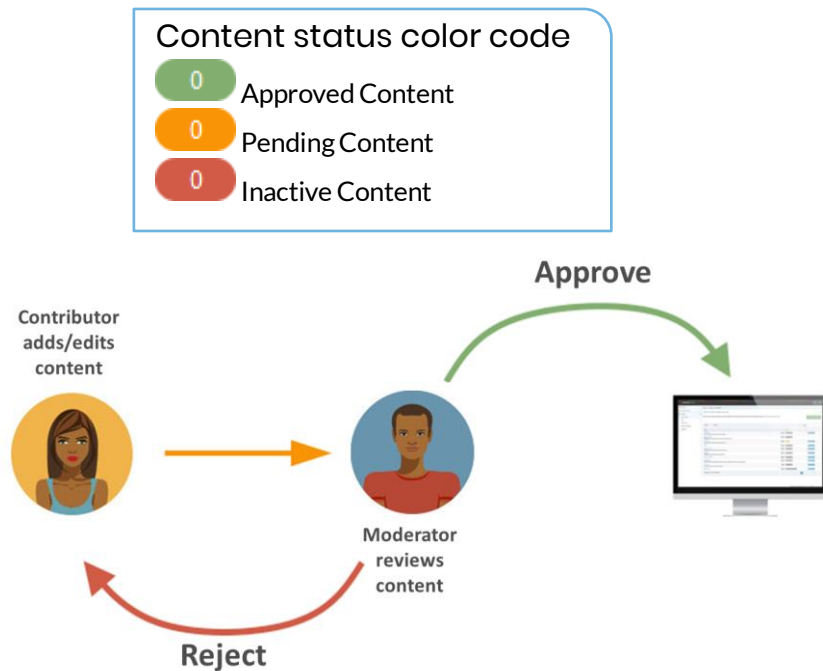 Content status color code
0 Approved Content
0 Pending Content
0 Inactive Content
Approve
Contributor
adds/edits
content
Moderator
reviews
content
Reject